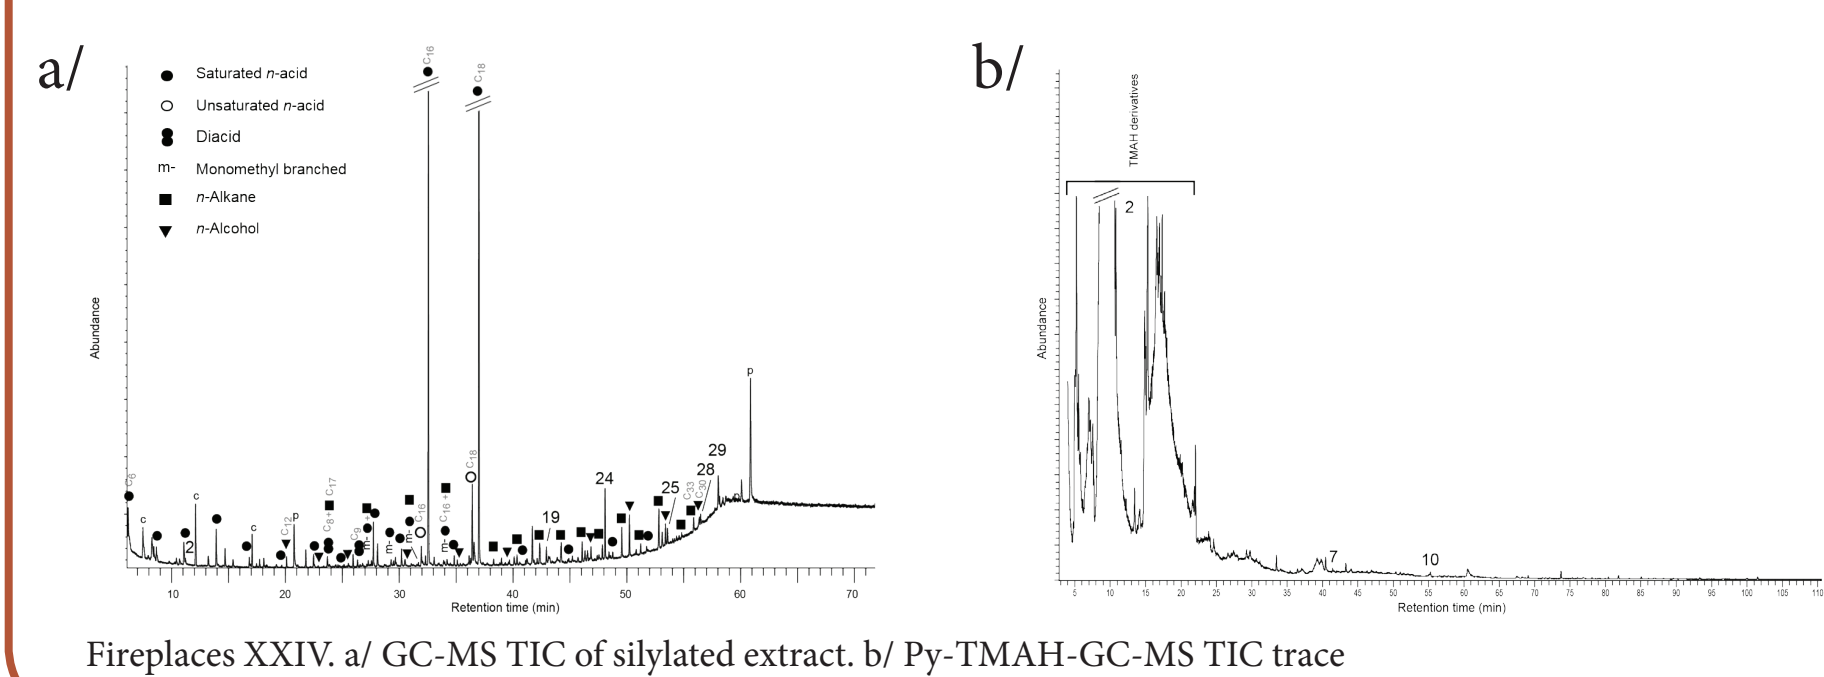 a/
Saturated n-acid
Unsaturated n-acid
Diacid
m- Monomethyl branched
n-Alkane
n-Alcohol
C16
C18
Abundance
C6
c
2
c
c
C12
p
C8+ C17
C9
m- +
m-
m-
C16
C16 +
m-
C18
19
24
25
C33
C30
28
29
p
p
10 20 30 40 50 60 70
Retention time (min)
b/
TMAH derivatives
2
Abundance
7
10
5 10 15 20 25 30 35 40 45 50 55 60 65 70 75 80 85 90 95 100 105 110
Retention time (min)
Fireplaces XXIV. a/ GC-MS TIC of silylated extract. b/ Py-TMAH-GC-MS TIC trace